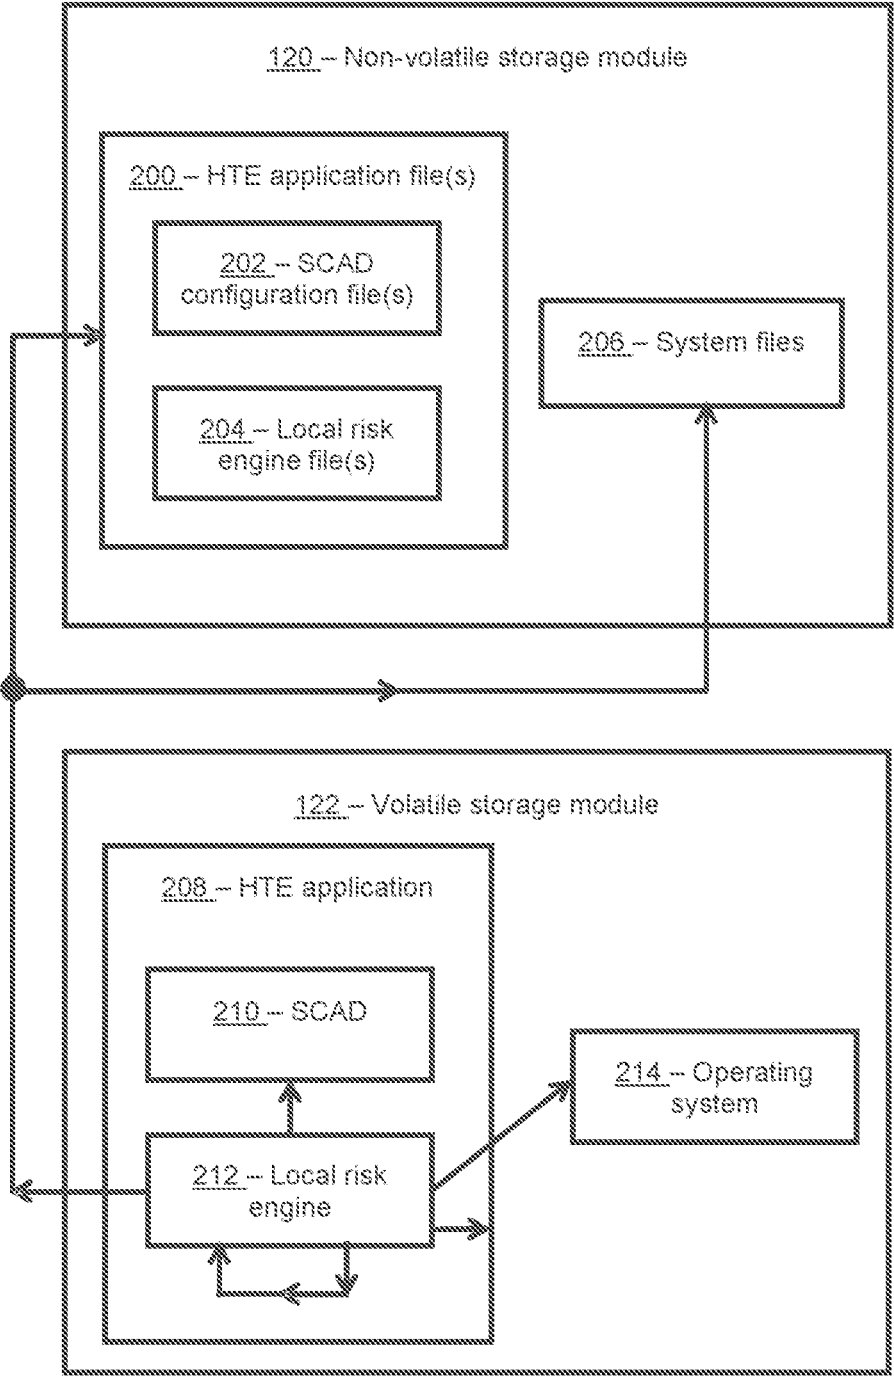 120 – Non-volatile storage module
200 – HTE application file(s)
202 – SCAD
configuration file(s)
206 – System files
204 – Local risk
engine file(s)
122 – Volatile storage module
208 – HTE application
210 – SCAD
214 – Operating
system
212 – Local risk
engine